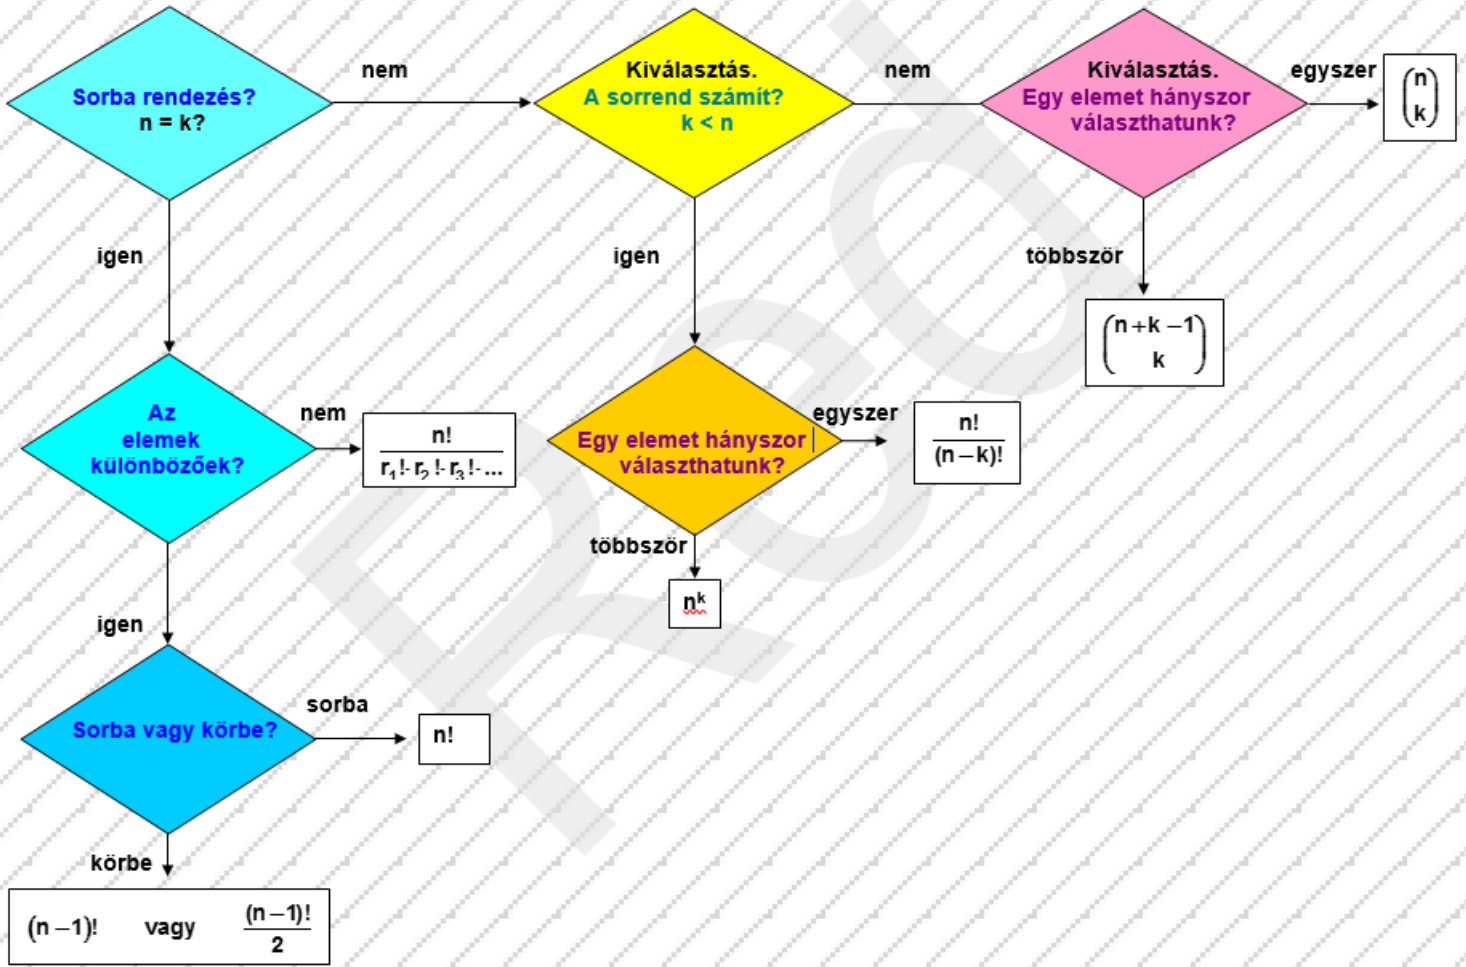 Sorba rendezés?
n = k?
nem
Kiválasztás.
A sorrend számít?
k < n
nem
Kiválasztás.
Egy elemet hányszor
választhatunk?
egyszer
(n
k)
igen
igen
többször
(n + k – 1
k)
Az
elemek
különbözőek?
nem
n!
r₁!·r₂!·r₃!·...
Egy elemet hányszor
választhatunk?
egyszer
n!
(n – k)!
többször
nᵏ
igen
Sorba vagy körbe?
sorba
n!
körbe
(n – 1)! vagy (n – 1)!
2
Red